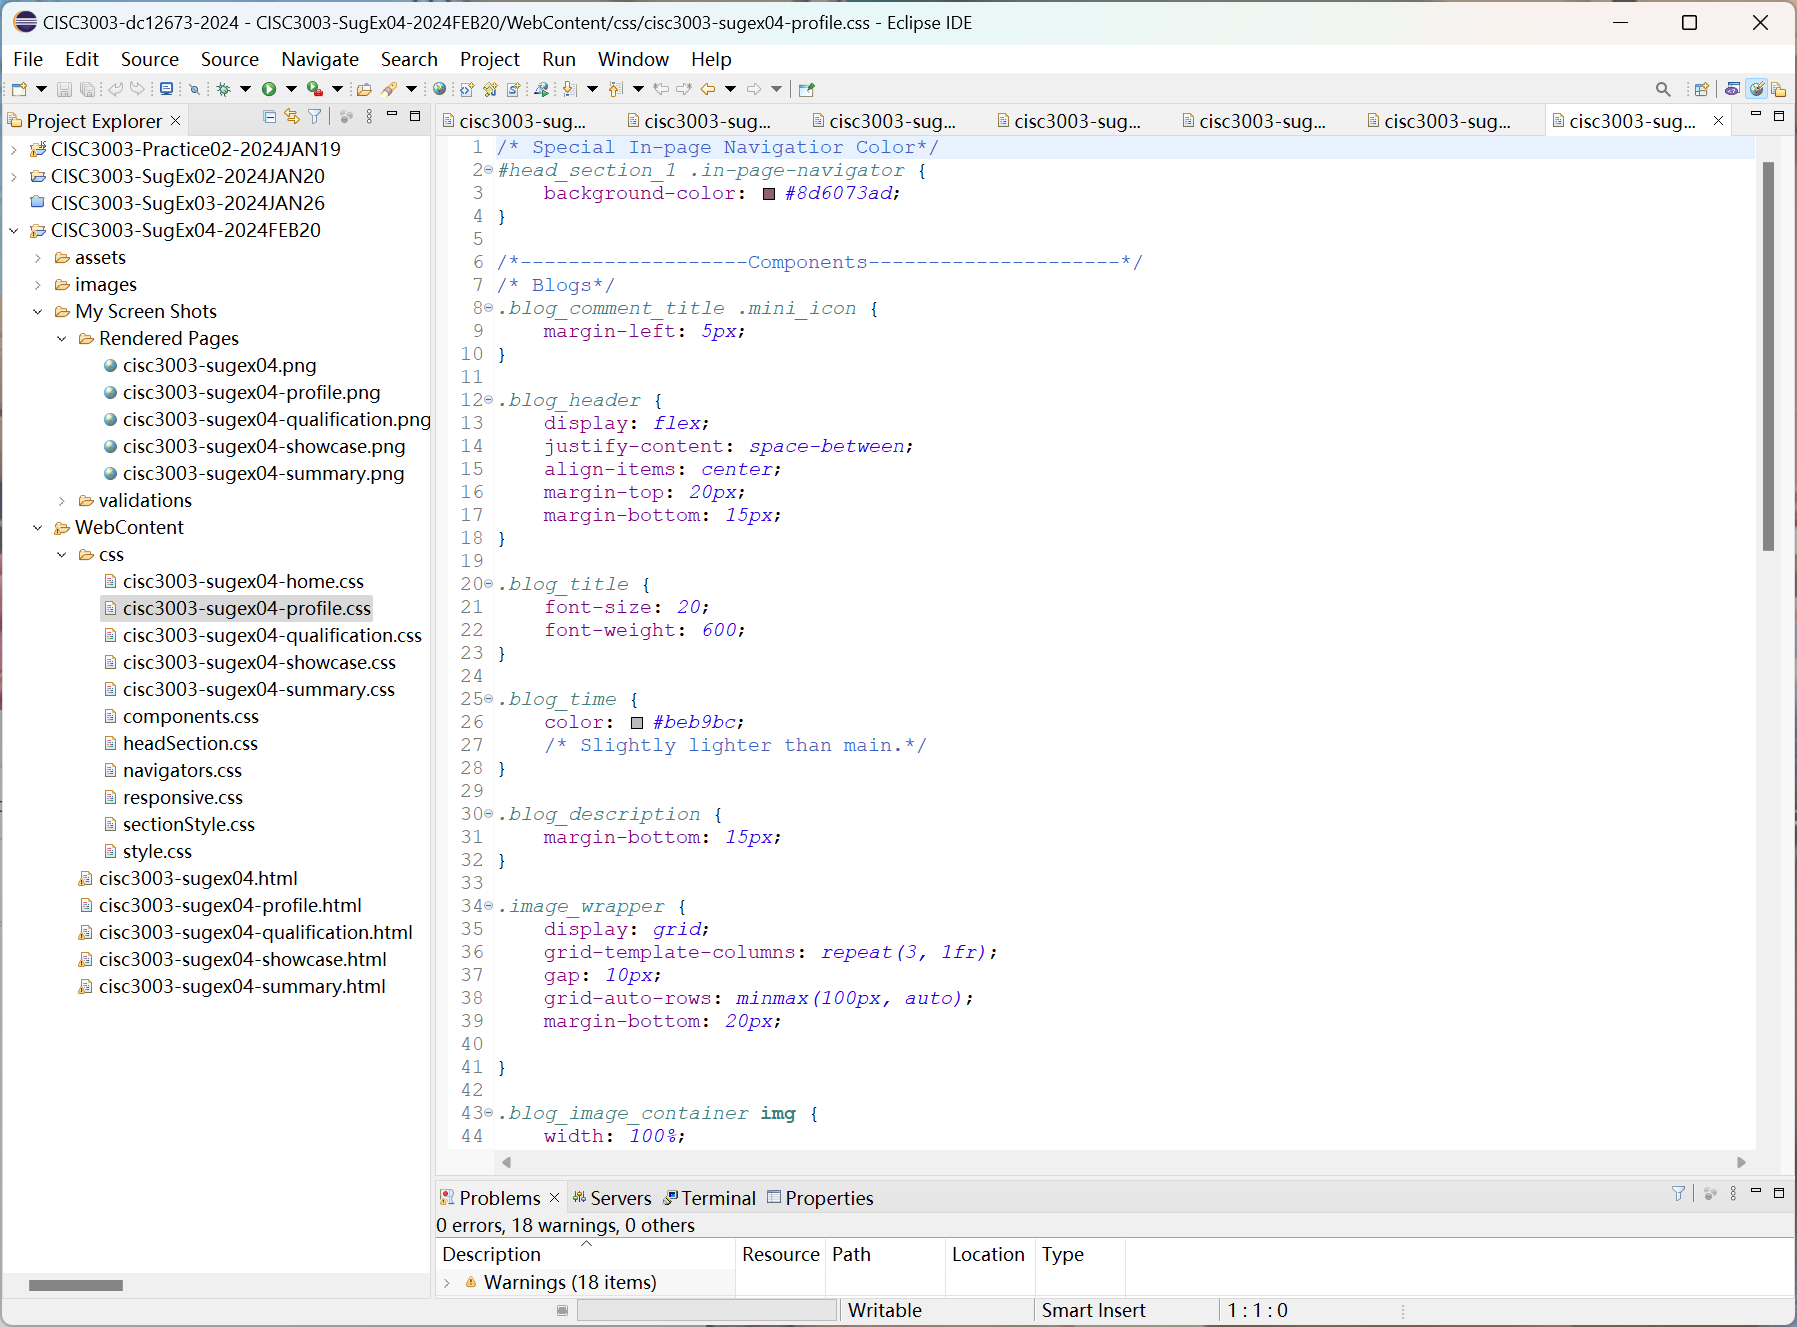 CISC3003-dc12673-2024 - CISC3003-SugEx04-2024FEB20/WebContent/css/cisc3003-sugex04-profile.css - Eclipse IDE
File Edit Source Source Navigate Search Project Run Window Help
Project Explorer
CISC3003-Practice02-2024JAN19
CISC3003-SugEx02-2024JAN20
CISC3003-SugEx03-2024JAN26
CISC3003-SugEx04-2024FEB20
assets
images
My Screen Shots
Rendered Pages
cisc3003-sugex04.png
cisc3003-sugex04-profile.png
cisc3003-sugex04-qualification.png
cisc3003-sugex04-showcase.png
cisc3003-sugex04-summary.png
validations
WebContent
css
cisc3003-sugex04-home.css
cisc3003-sugex04-profile.css
cisc3003-sugex04-qualification.css
cisc3003-sugex04-showcase.css
cisc3003-sugex04-summary.css
components.css
headSection.css
navigators.css
responsive.css
sectionStyle.css
style.css
cisc3003-sugex04.html
cisc3003-sugex04-profile.html
cisc3003-sugex04-qualification.html
cisc3003-sugex04-showcase.html
cisc3003-sugex04-summary.html
cisc3003-sug... cisc3003-sug... cisc3003-sug... cisc3003-sug... cisc3003-sug... cisc3003-sug... cisc3003-sug...
1 /* Special In-page Navigatior Color*/
2 #head_section_1 .in-page-navigator {
3 background-color: #8d6073ad;
4 }
5
6 /*-------------------Components---------------------*/
7 /* Blogs*/
8 .blog_comment_title .mini_icon {
9 margin-left: 5px;
10 }
11
12 .blog_header {
13 display: flex;
14 justify-content: space-between;
15 align-items: center;
16 margin-top: 20px;
17 margin-bottom: 15px;
18 }
19
20 .blog_title {
21 font-size: 20;
22 font-weight: 600;
23 }
24
25 .blog_time {
26 color: #beb9bc;
27 /* Slightly lighter than main.*/
28 }
29
30 .blog_description {
31 margin-bottom: 15px;
32 }
33
34 .image_wrapper {
35 display: grid;
36 grid-template-columns: repeat(3, 1fr);
37 gap: 10px;
38 grid-auto-rows: minmax(100px, auto);
39 margin-bottom: 20px;
40
41 }
42
43 .blog_image_container img {
44 width: 100%;
Problems Servers Terminal Properties
0 errors, 18 warnings, 0 others
Description Resource Path Location Type
Warnings (18 items)
Writable Smart Insert 1 : 1 : 0